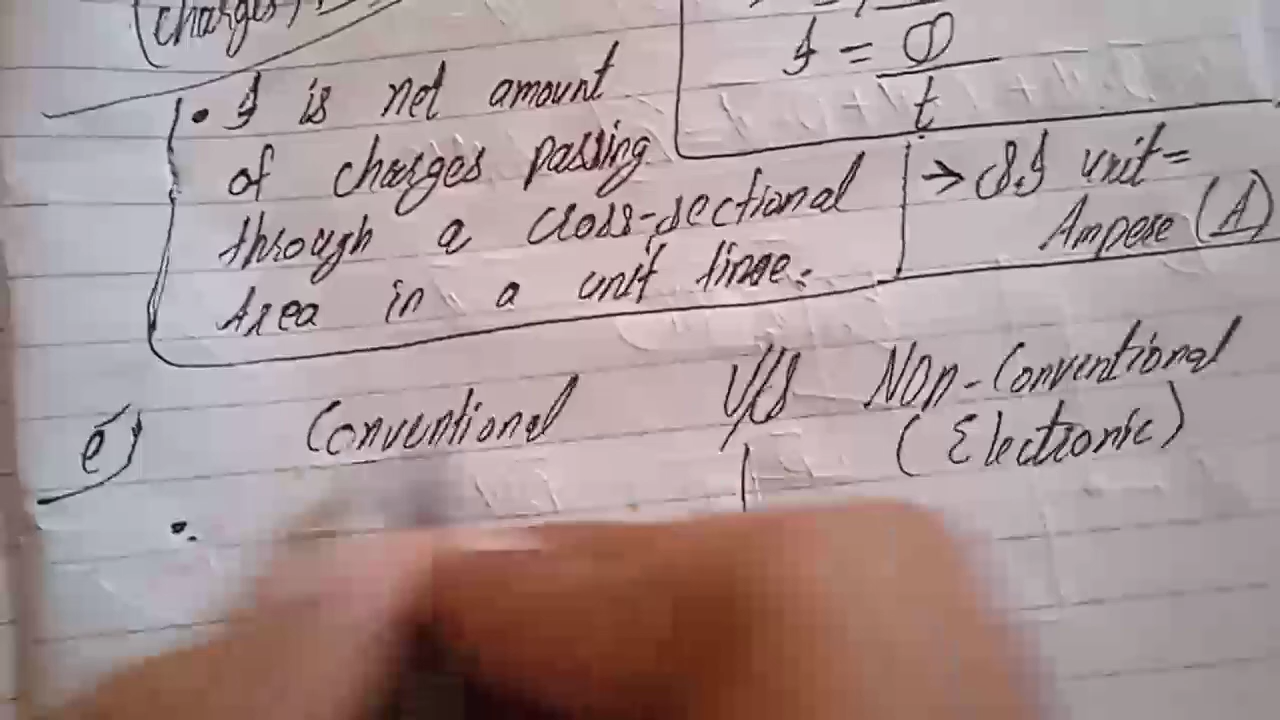 (charges)
I = Q
t
• I is net amount
of charges passing
through a cross-sectional
Area in a unit time.
→ S.I unit =
Ampere (A)
e) Conventional V/S Non-Conventional
(Electronic)